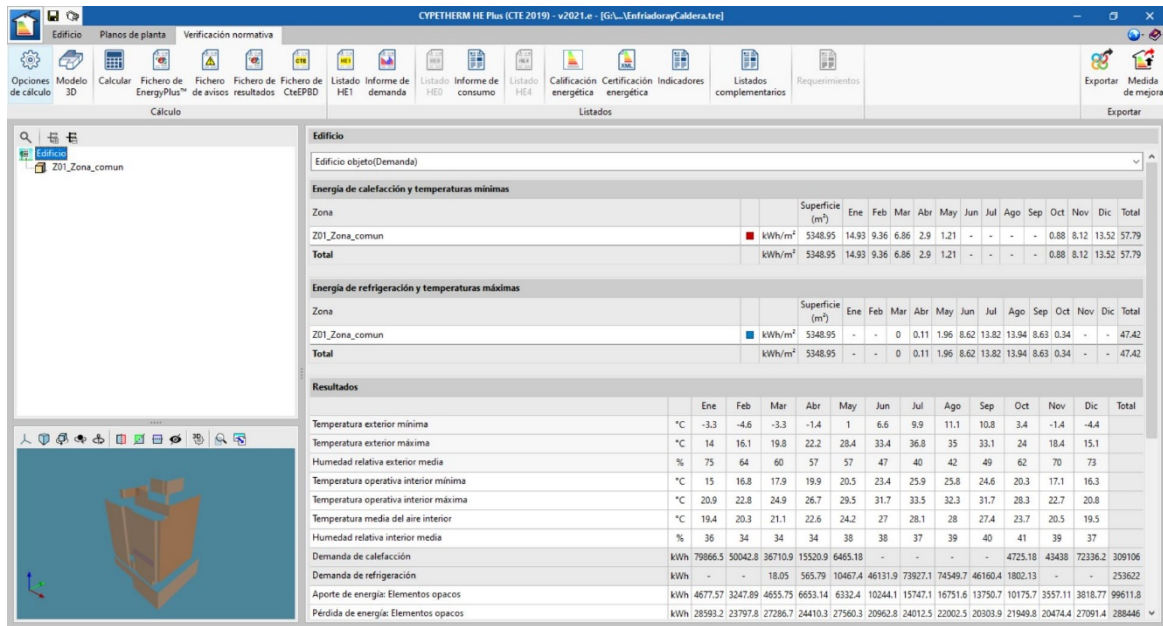 CYPETHERM HE Plus (CTE 2019) - v2021.e - [G:\...\EnfriadorayCaldera.tre]
Edificio Planos de planta Verificación normativa
Opciones de cálculo Modelo 3D Calcular Fichero de EnergyPlus™ Fichero de avisos Fichero de resultados Fichero de CteEPBD Listado HE1 Informe de demanda Listado HE0 Informe de consumo Listado HE4 Calificación energética Certificación energética Indicadores Listados complementarios Requerimientos Exportar Medida de mejora
Cálculo Listados Exportar
Edificio
Z01_Zona_comun
Edificio
Edificio objeto(Demanda)
Energía de calefacción y temperaturas mínimas
Zona Superficie (m²) Ene Feb Mar Abr May Jun Jul Ago Sep Oct Nov Dic Total
Z01_Zona_comun kWh/m² 5348.95 14.93 9.36 6.86 2.9 1.21 - - - - 0.88 8.12 13.52 57.79
Total kWh/m² 5348.95 14.93 9.36 6.86 2.9 1.21 - - - - 0.88 8.12 13.52 57.79
Energía de refrigeración y temperaturas máximas
Zona Superficie (m²) Ene Feb Mar Abr May Jun Jul Ago Sep Oct Nov Dic Total
Z01_Zona_comun kWh/m² 5348.95 - - 0 0.11 1.96 8.62 13.82 13.94 8.63 0.34 - - 47.42
Total kWh/m² 5348.95 - - 0 0.11 1.96 8.62 13.82 13.94 8.63 0.34 - - 47.42
Resultados
Ene Feb Mar Abr May Jun Jul Ago Sep Oct Nov Dic Total
Temperatura exterior mínima °C -3.3 -4.6 -3.3 -1.4 1 6.6 9.9 11.1 10.8 3.4 -1.4 -4.4
Temperatura exterior máxima °C 14 16.1 19.8 22.2 28.4 33.4 36.8 35 33.1 24 18.4 15.1
Humedad relativa exterior media % 75 64 60 57 57 47 40 42 49 62 70 73
Temperatura operativa interior mínima °C 15 16.8 17.9 19.9 20.5 23.4 25.9 25.8 24.6 20.3 17.1 16.3
Temperatura operativa interior máxima °C 20.9 22.8 24.9 26.7 29.5 31.7 33.5 32.3 31.7 28.3 22.7 20.8
Temperatura media del aire interior °C 19.4 20.3 21.1 22.6 24.2 27 28.1 28 27.4 23.7 20.5 19.5
Humedad relativa interior media % 36 34 34 34 38 38 37 39 40 41 39 37
Demanda de calefacción kWh 79866.5 50042.8 36710.9 15520.9 6465.18 - - - - 4725.18 43438 72336.2 309106
Demanda de refrigeración kWh - - 18.05 565.79 10467.4 46131.9 73927.1 74549.7 46160.4 1802.13 - - 253622
Aporte de energía: Elementos opacos kWh 4677.57 3247.89 4655.75 6653.14 6332.4 10244.1 15747.1 16751.6 13750.7 10175.7 3557.11 3818.77 99611.8
Pérdida de energía: Elementos opacos kWh 28593.2 23797.8 27286.7 24410.3 27560.3 20962.8 24012.5 22002.5 20303.9 21949.8 20474.4 27091.4 288446